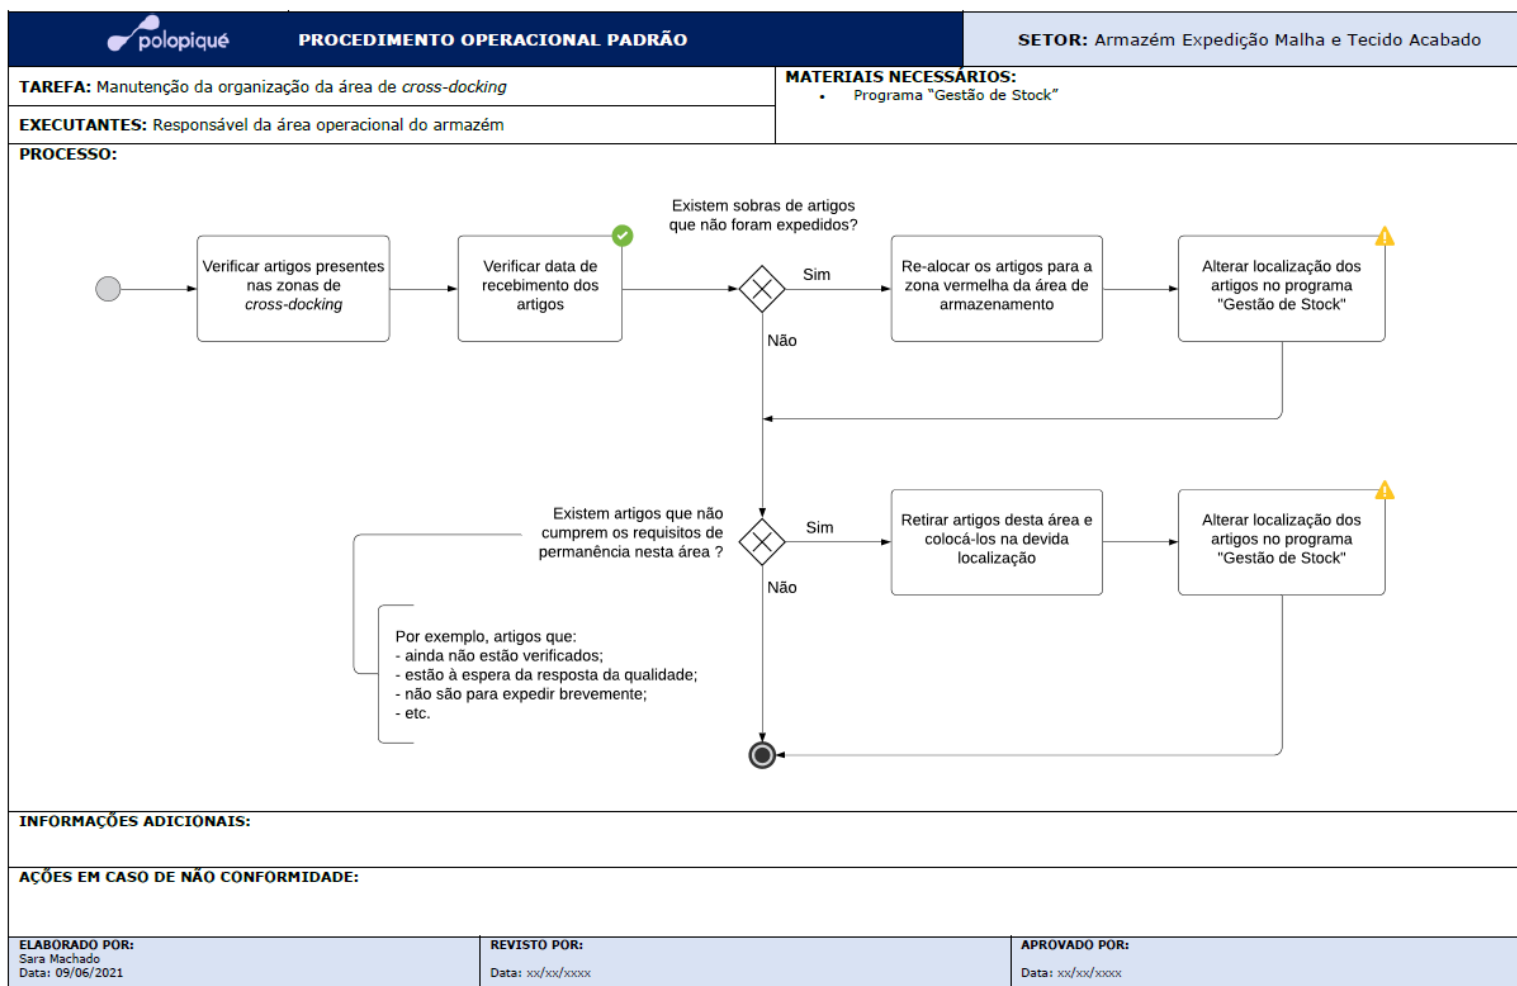 polopiqué
PROCEDIMENTO OPERACIONAL PADRÃO
SETOR: Armazém Expedição Malha e Tecido Acabado
TAREFA: Manutenção da organização da área de cross-docking
MATERIAIS NECESSÁRIOS:
• Programa “Gestão de Stock”
EXECUTANTES: Responsável da área operacional do armazém
PROCESSO:
Verificar artigos presentes
nas zonas de
cross-docking
Verificar data de
recebimento dos
artigos
Existem sobras de artigos
que não foram expedidos?
Sim
Não
Re-alocar os artigos para a
zona vermelha da área de
armazenamento
Alterar localização dos
artigos no programa
"Gestão de Stock"
Existem artigos que não
cumprem os requisitos de
permanência nesta área ?
Sim
Não
Retirar artigos desta área e
colocá-los na devida
localização
Alterar localização dos
artigos no programa
"Gestão de Stock"
Por exemplo, artigos que:
- ainda não estão verificados;
- estão à espera da resposta da qualidade;
- não são para expedir brevemente;
- etc.
INFORMAÇÕES ADICIONAIS:
AÇÕES EM CASO DE NÃO CONFORMIDADE:
ELABORADO POR:
Sara Machado
Data: 09/06/2021
REVISTO POR:
Data: xx/xx/xxxx
APROVADO POR:
Data: xx/xx/xxxx